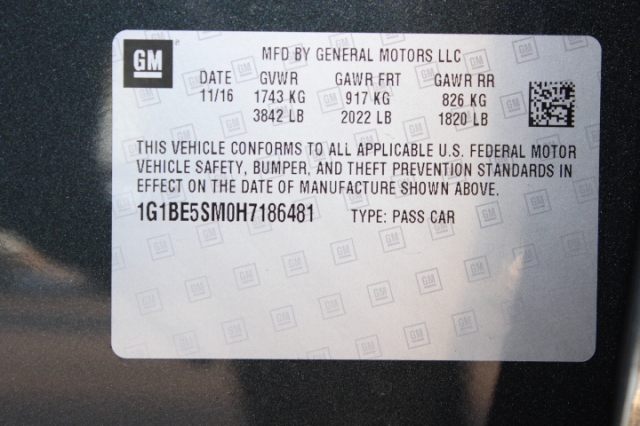 GM MFD BY GENERAL MOTORS LLC
DATE GVWR GAWR FRT GAWR RR
11/16 1743 KG 917 KG 826 KG
3842 LB 2022 LB 1820 LB
THIS VEHICLE CONFORMS TO ALL APPLICABLE U.S. FEDERAL MOTOR
VEHICLE SAFETY, BUMPER, AND THEFT PREVENTION STANDARDS IN
EFFECT ON THE DATE OF MANUFACTURE SHOWN ABOVE.
1G1BE5SM0H7186481 TYPE: PASS CAR